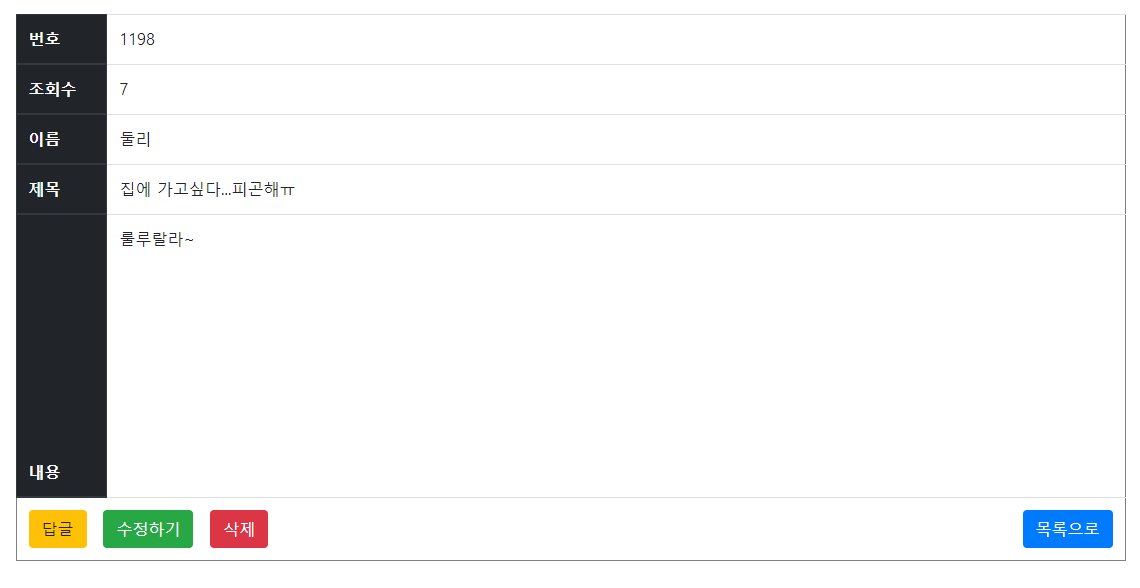 번호 1198
조회수 7
이름 둘리
제목 집에 가고싶다...피곤해ㅠ
룰루랄라~
내용
답글 수정하기 삭제 목록으로